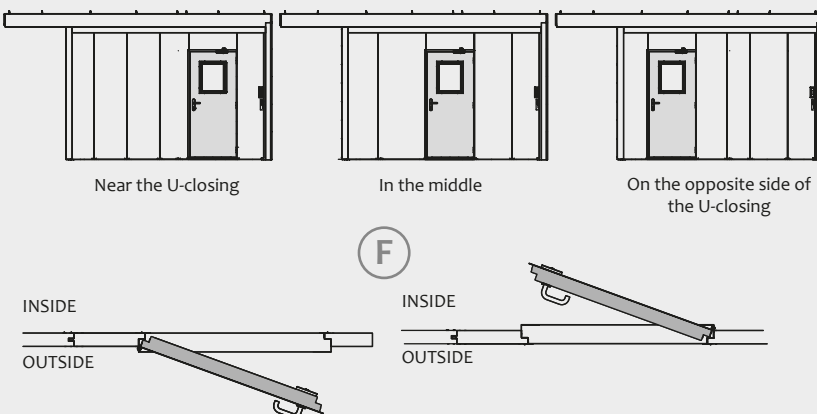 Near the U-closing
In the middle
On the opposite side of
the U-closing
F
INSIDE
OUTSIDE
INSIDE
OUTSIDE